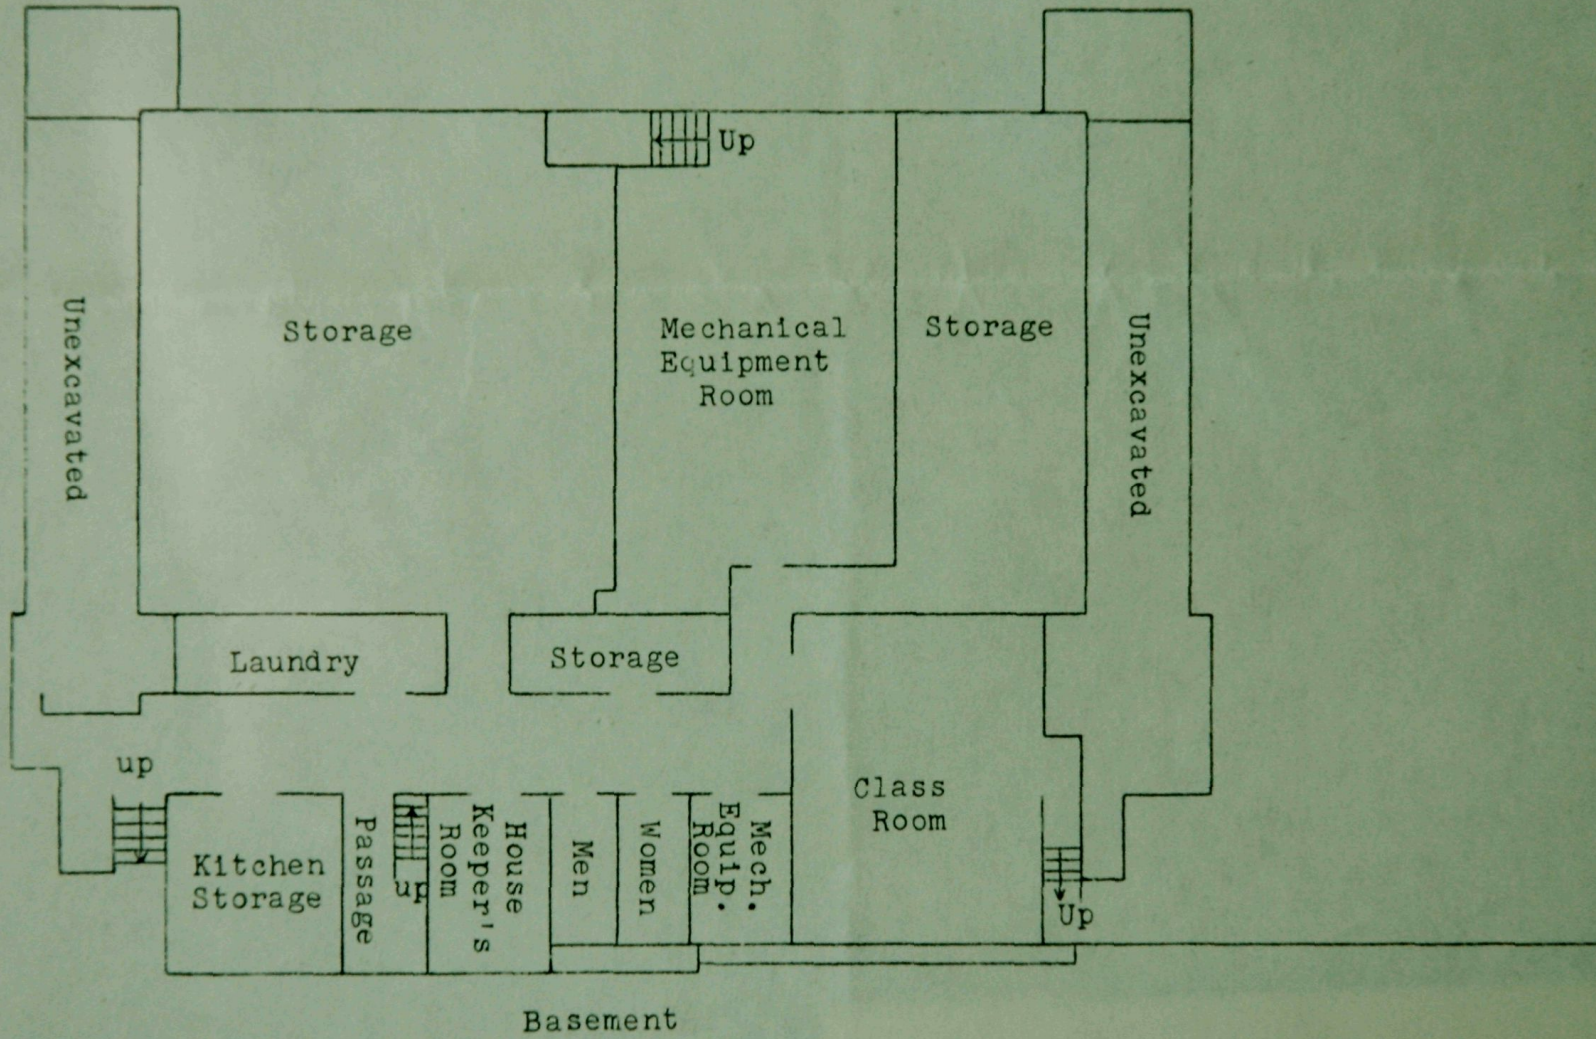 Up
Unexcavated
Storage
Mechanical
Equipment
Room
Storage
Unexcavated
Laundry
Storage
up
Kitchen
Storage
Passage
up
House
Keeper's
Room
Men
Women
Mech.
Equip.
Room
Class
Room
Up
Basement